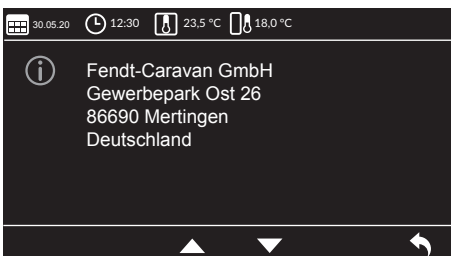 30.05.20 12:30 23,5 °C 18,0 °C
Fendt-Caravan GmbH
Gewerbepark Ost 26
86690 Mertingen
Deutschland